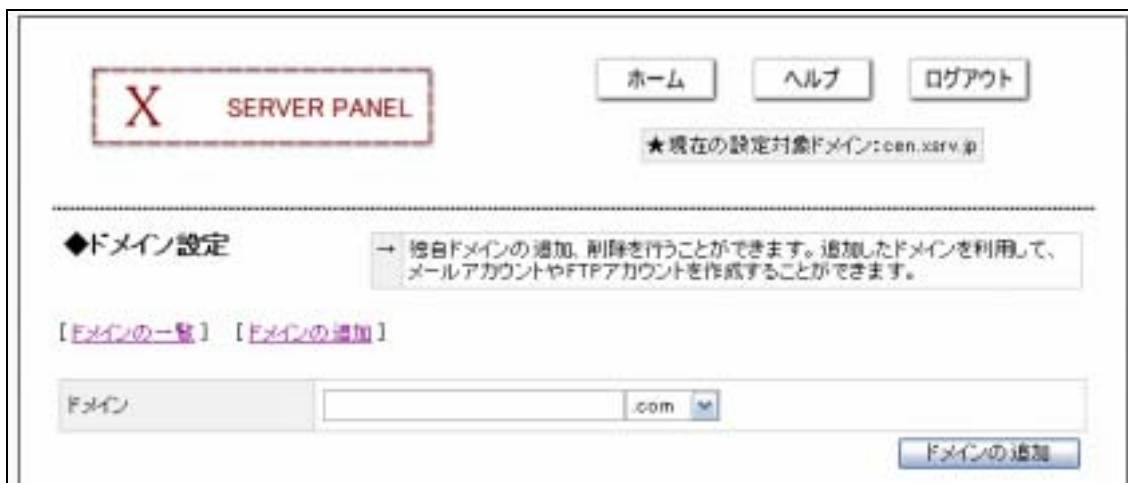 X SERVER PANEL
ホーム ヘルプ ログアウト
★現在の設定対象ドメイン:cen.xsrv.jp
◆ドメイン設定
→ 独自ドメインの追加、削除を行うことができます。追加したドメインを利用して、
メールアカウントやFTPアカウントを作成することができます。
[ドメインの一覧] [ドメインの追加]
ドメイン .com
ドメインの追加